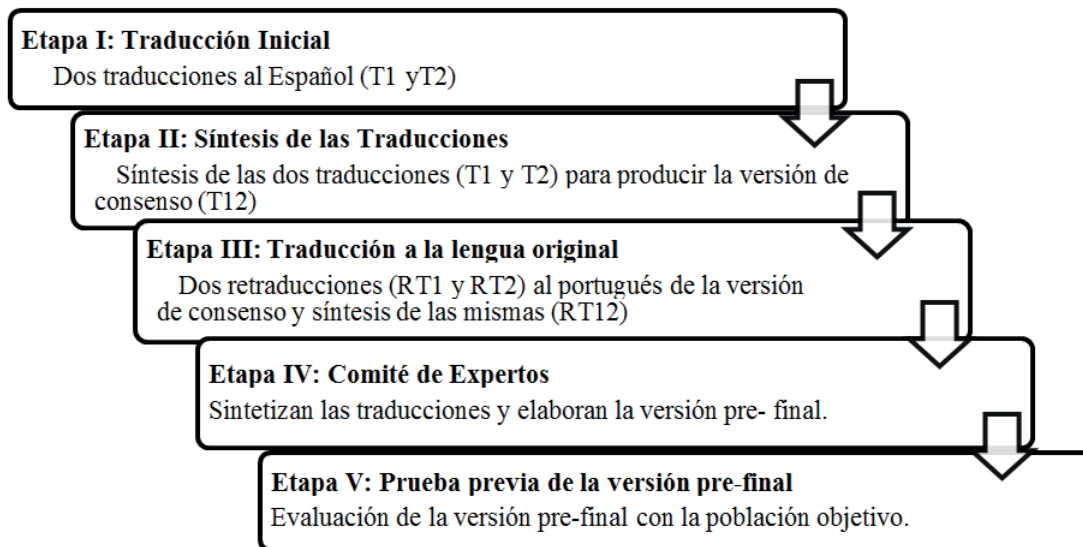 Etapa I: Traducción Inicial
Dos traducciones al Español (T1 yT2)
Etapa II: Síntesis de las Traducciones
Síntesis de las dos traducciones (T1 y T2) para producir la versión de
consenso (T12)
Etapa III: Traducción a la lengua original
Dos retraducciones (RT1 y RT2) al portugués de la versión
de consenso y síntesis de las mismas (RT12)
Etapa IV: Comité de Expertos
Sintetizan las traducciones y elaboran la versión pre- final.
Etapa V: Prueba previa de la versión pre-final
Evaluación de la versión pre-final con la población objetivo.